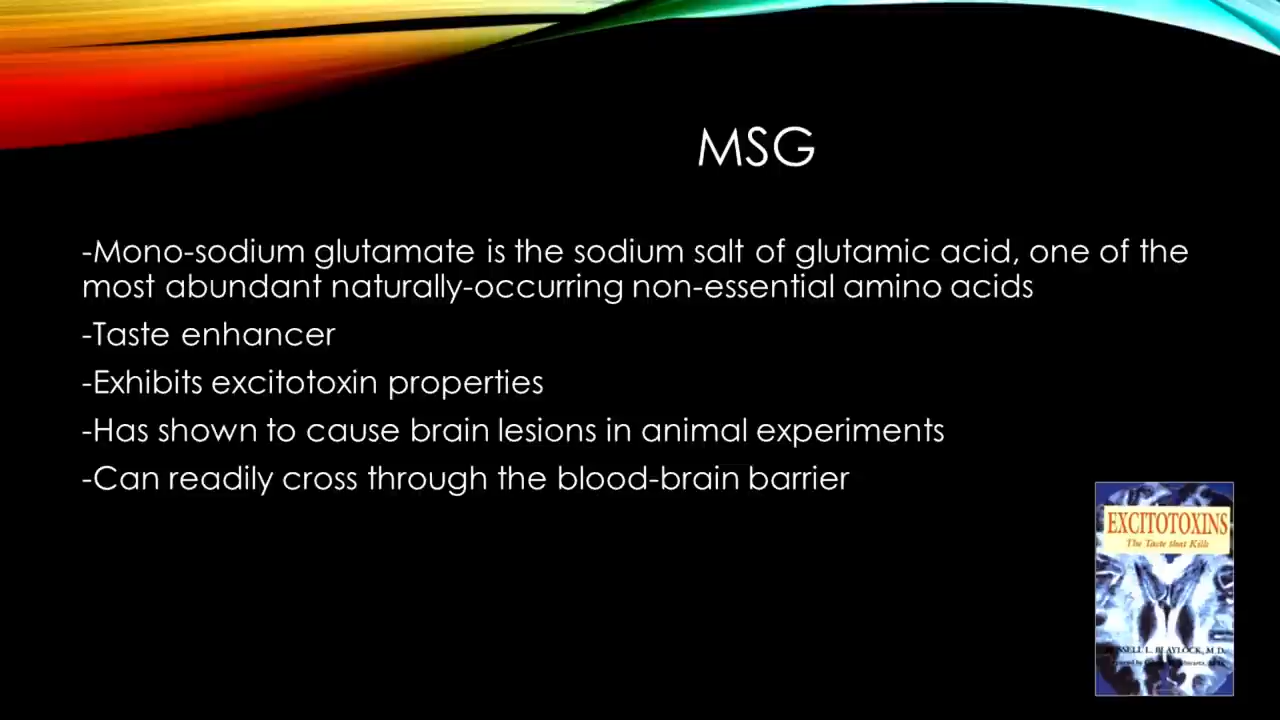 MSG
-Mono-sodium glutamate is the sodium salt of glutamic acid, one of the
most abundant naturally-occurring non-essential amino acids
-Taste enhancer
-Exhibits excitotoxin properties
-Has shown to cause brain lesions in animal experiments
-Can readily cross through the blood-brain barrier
EXCITOTOXINS
The Taste that Kills
RUSSELL L. BLAYLOCK, M.D.